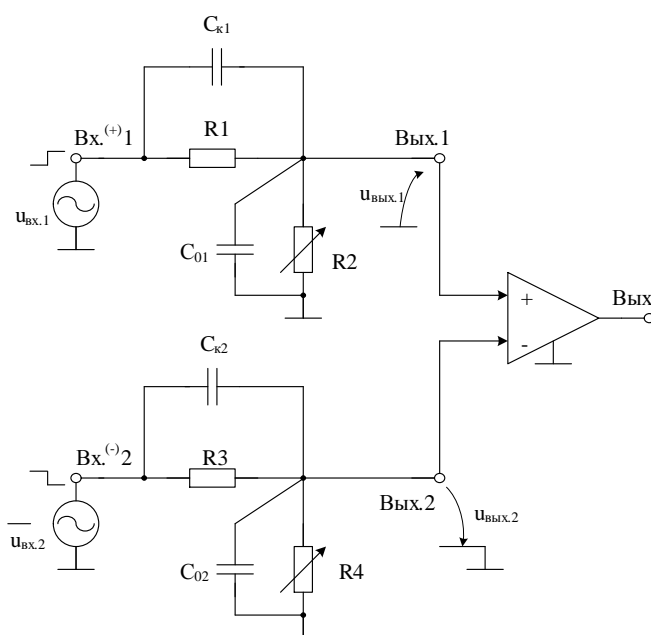 Cк1
Вх.(+)1
R1
Вых.1
uвх.1
uвых.1
C01
R2
+
-
Вых
Cк2
Вх.(-)2
R3
Вых.2
uвх.2
uвых.2
C02
R4